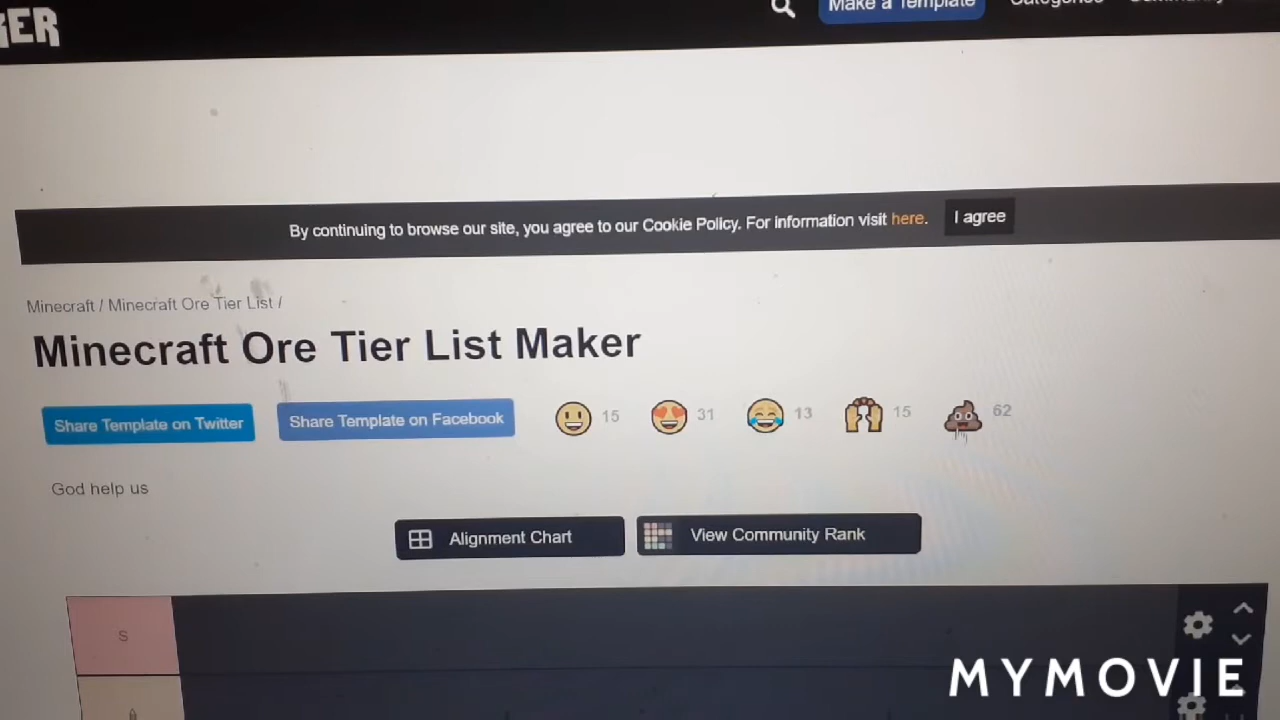 KER
Make a Template
Categories
By continuing to browse our site, you agree to our Cookie Policy. For information visit here.
I agree
Minecraft / Minecraft Ore Tier List /
Minecraft Ore Tier List Maker
Share Template on Twitter
Share Template on Facebook
15
31
13
15
62
God help us
Alignment Chart
View Community Rank
S
MYMOVIE